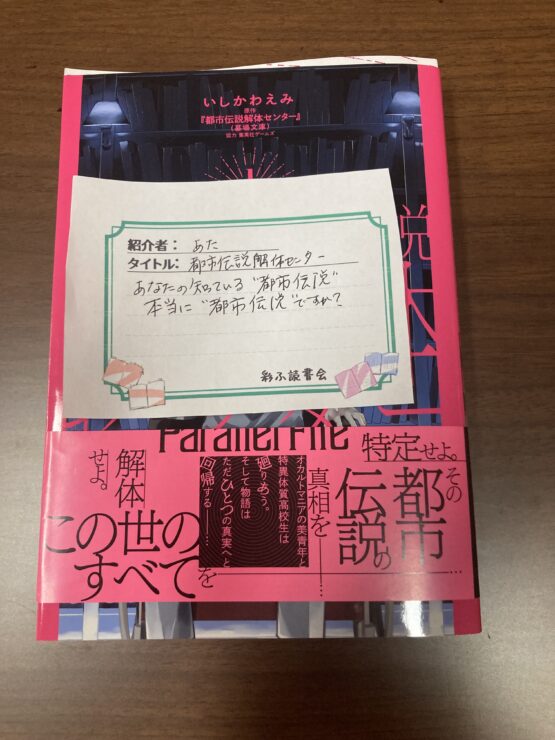 いしかわえみ
原作
『都市伝説解体センター』
(墓場文庫)
協力 集英社ゲームズ
1
説
紹介者: あた
タイトル: 都市伝説解体センター
あなたの知っている“都市伝説”
本当に“都市伝説”ですか?
彩ふ読書会
Parallel File
特定せよ。
その
都市
伝説の
真相を
オカルトマニアの美青年と
特異体質高校生は
廻りあう。
そして物語は
ただひとつの真実へと
回帰する
この世の
すべてを
解体
せよ。